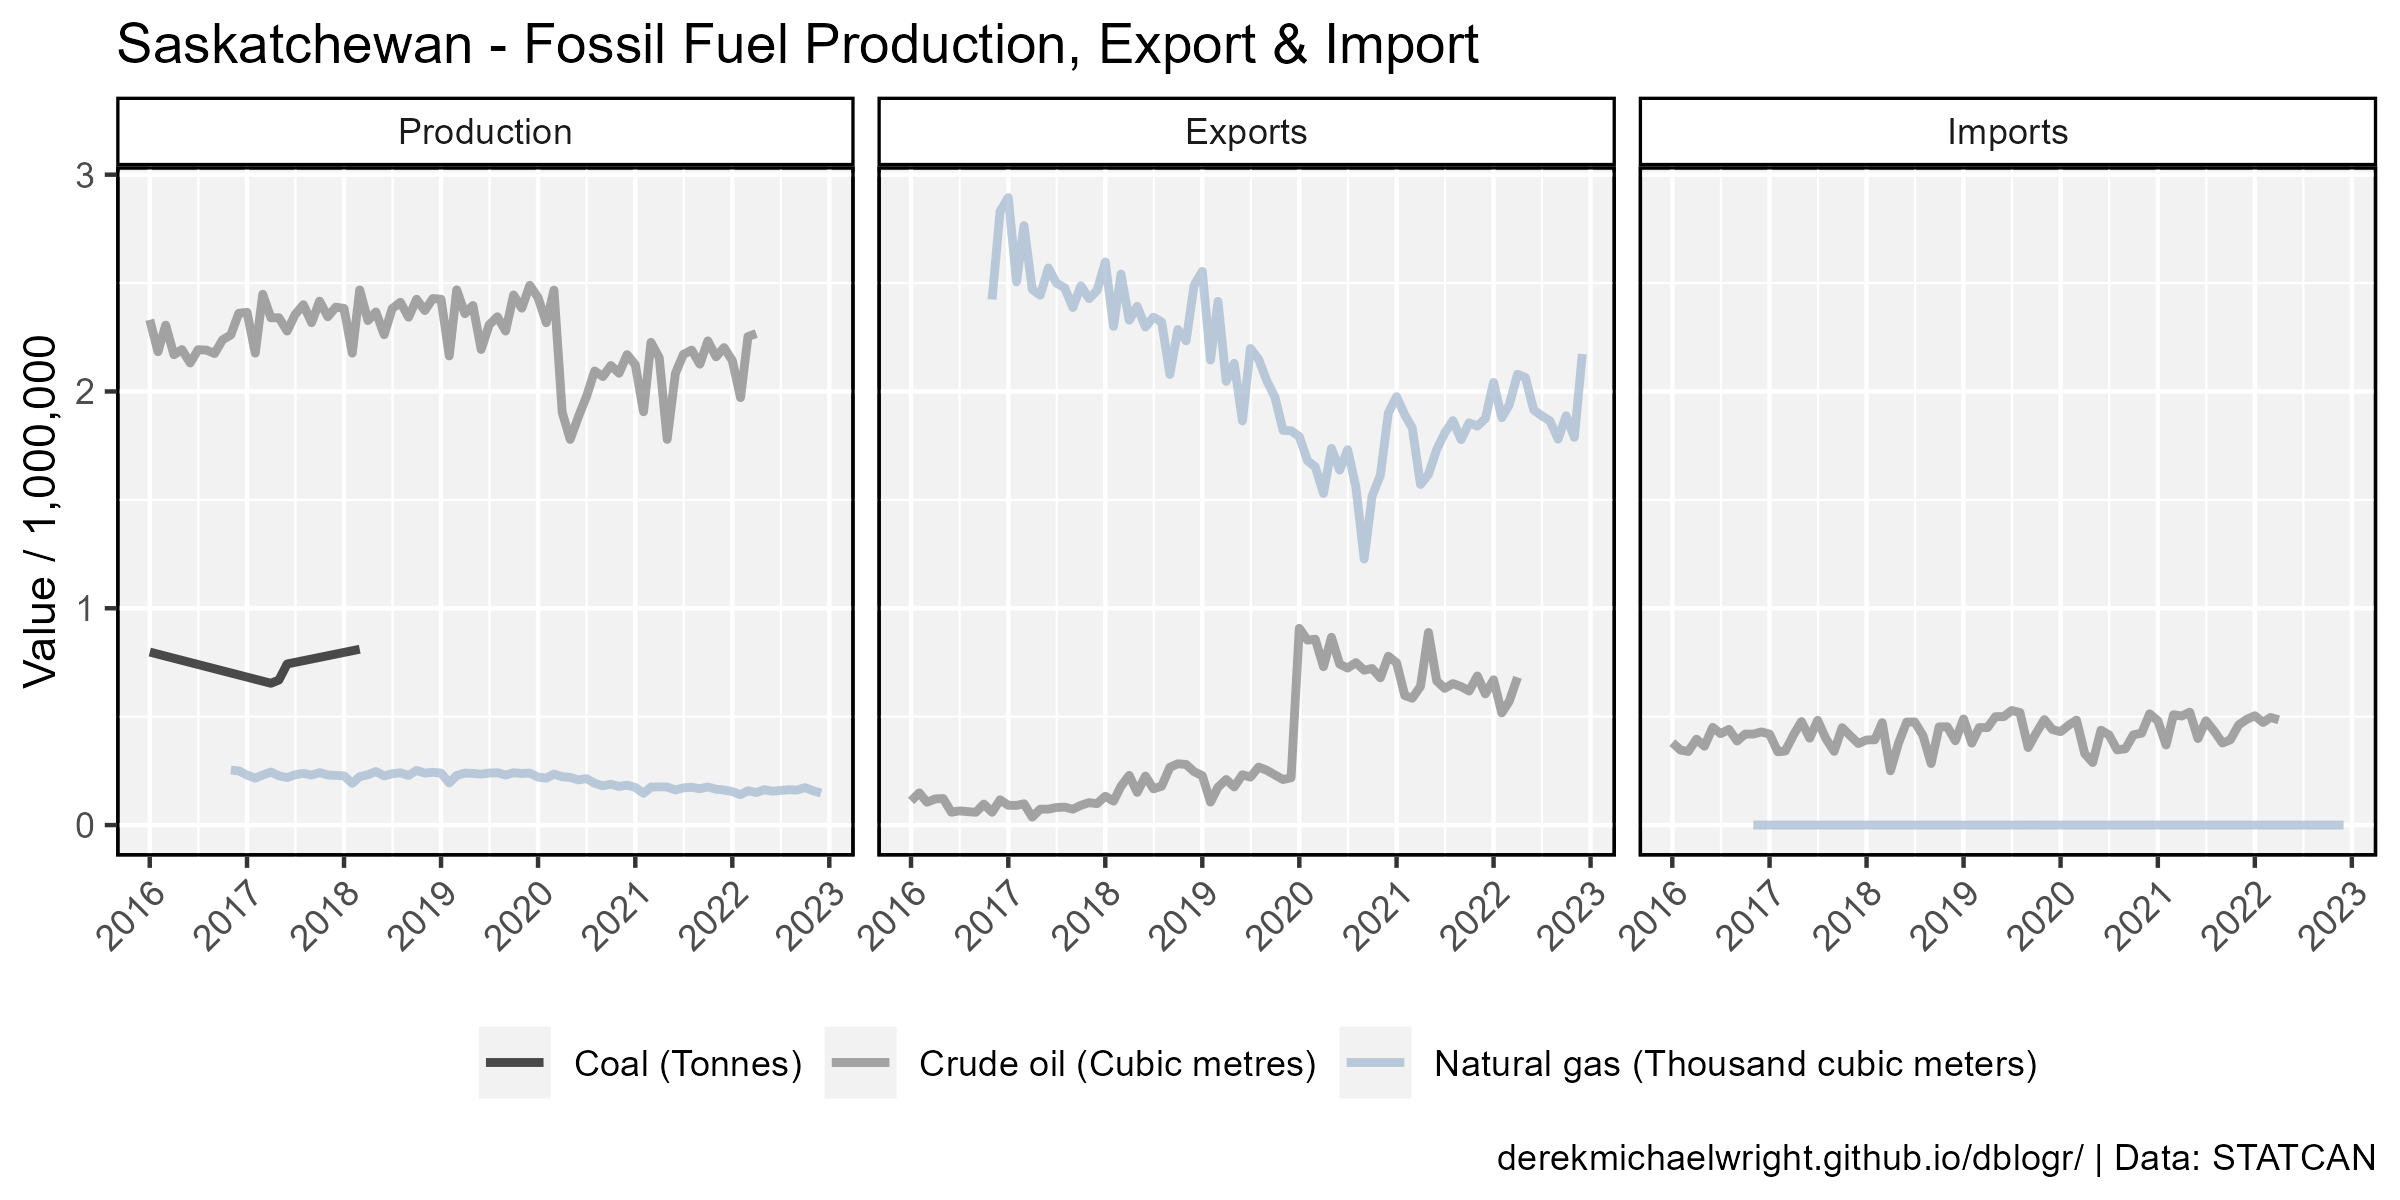 Saskatchewan - Fossil Fuel Production, Export & Import
Production
Exports
Imports
Value / 1,000,000
3
2
1
0
2016 2017 2018 2019 2020 2021 2022 2023
2016 2017 2018 2019 2020 2021 2022 2023
2016 2017 2018 2019 2020 2021 2022 2023
Coal (Tonnes) Crude oil (Cubic metres) Natural gas (Thousand cubic meters)
derekmichaelwright.github.io/dblogr/ | Data: STATCAN